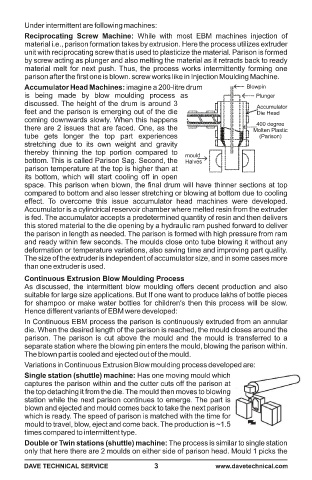 Under intermittent are following machines:
Reciprocating Screw Machine: While with most EBM machines injection of
material i.e., parison formation takes by extrusion. Here the process utilizes extruder
unit with reciprocating screw that is used to plasticize the material. Parison is formed
by screw acting as plunger and also melting the material as it retracts back to ready
material melt for next push. Thus, the process works intermittently forming one
parison after the first one is blown. screw works like in Injection Moulding Machine.
Accumulator Head Machines: imagine a 200-litre drum
is being made by blow moulding process as
discussed. The height of the drum is around 3
feet and the parison is emerging out of the die
coming downwards slowly. When this happens
there are 2 issues that are faced. One, as the
tube gets longer the top part experiences
stretching due to its own weight and gravity
thereby thinning the top portion compared to
bottom. This is called Parison Sag. Second, the
parison temperature at the top is higher than at
its bottom, which will start cooling off in open
Blowpin
Plunger
Accumulator
Die Head
400 degree
Molten Plastic
(Parison)
mould
Halves
space. This parison when blown, the final drum will have thinner sections at top
compared to bottom and also lesser stretching or blowing at bottom due to cooling
effect. To overcome this issue accumulator head machines were developed.
Accumulator is a cylindrical reservoir chamber where melted resin from the extruder
is fed. The accumulator accepts a predetermined quantity of resin and then delivers
this stored material to the die opening by a hydraulic ram pushed forward to deliver
the parison in length as needed. The parison is formed with high pressure from ram
and ready within few seconds. The moulds close onto tube blowing it without any
deformation or temperature variations, also saving time and improving part quality.
The size of the extruder is independent of accumulator size, and in some cases more
than one extruder is used.
Continuous Extrusion Blow Moulding Process
As discussed, the intermittent blow moulding offers decent production and also
suitable for large size applications. But If one want to produce lakhs of bottle pieces
for shampoo or make water bottles for children's then this process will be slow.
Hence different variants of EBM were developed:
In Continuous EBM process the parison is continuously extruded from an annular
die. When the desired length of the parison is reached, the mould closes around the
parison. The parison is cut above the mould and the mould is transferred to a
separate station where the blowing pin enters the mould, blowing the parison within.
The blown part is cooled and ejected out of the mould.
Variations in Continuous Extrusion Blow moulding process developed are:
Single station (shuttle) machine: Has one moving mould which
captures the parison within and the cutter cuts off the parison at
the top detaching it from the die. The mould then moves to blowing
station while the next parison continues to emerge. The part is
blown and ejected and mould comes back to take the next parison
which is ready. The speed of parison is matched with the time for
mould to travel, blow, eject and come back. The production is ~1.5
times compared to intermittent type.
Double or Twin stations (shuttle) machine: The process is similar to single station
only that here there are 2 moulds on either side of parison head. Mould 1 picks the
DAVE TECHNICAL SERVICE 3 www.davetechnical.com